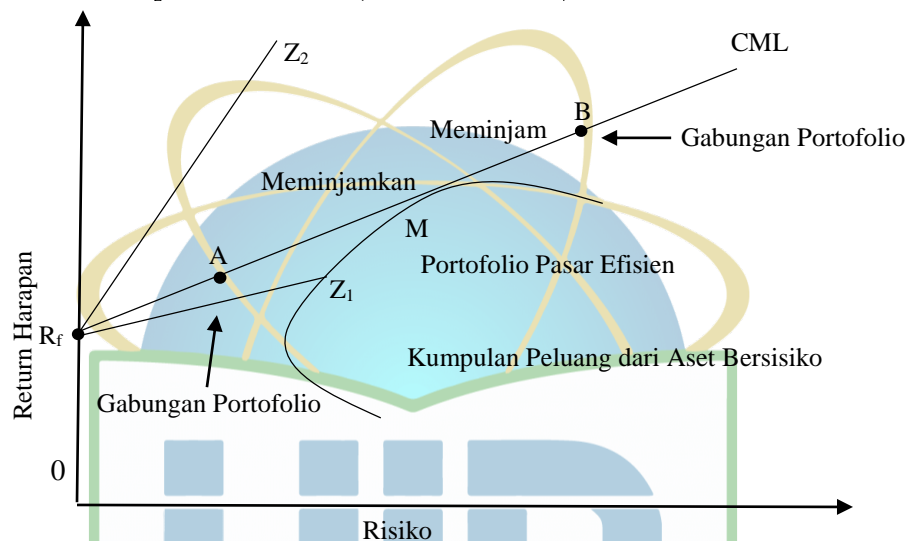 Z₂
CML
B
Meminjam
Gabungan Portofolio
Meminjamkan
M
A
Portofolio Pasar Efisien
Z₁
R_f
Return Harapan
Kumpulan Peluang dari Aset Bersisiko
Gabungan Portofolio
0
Risiko